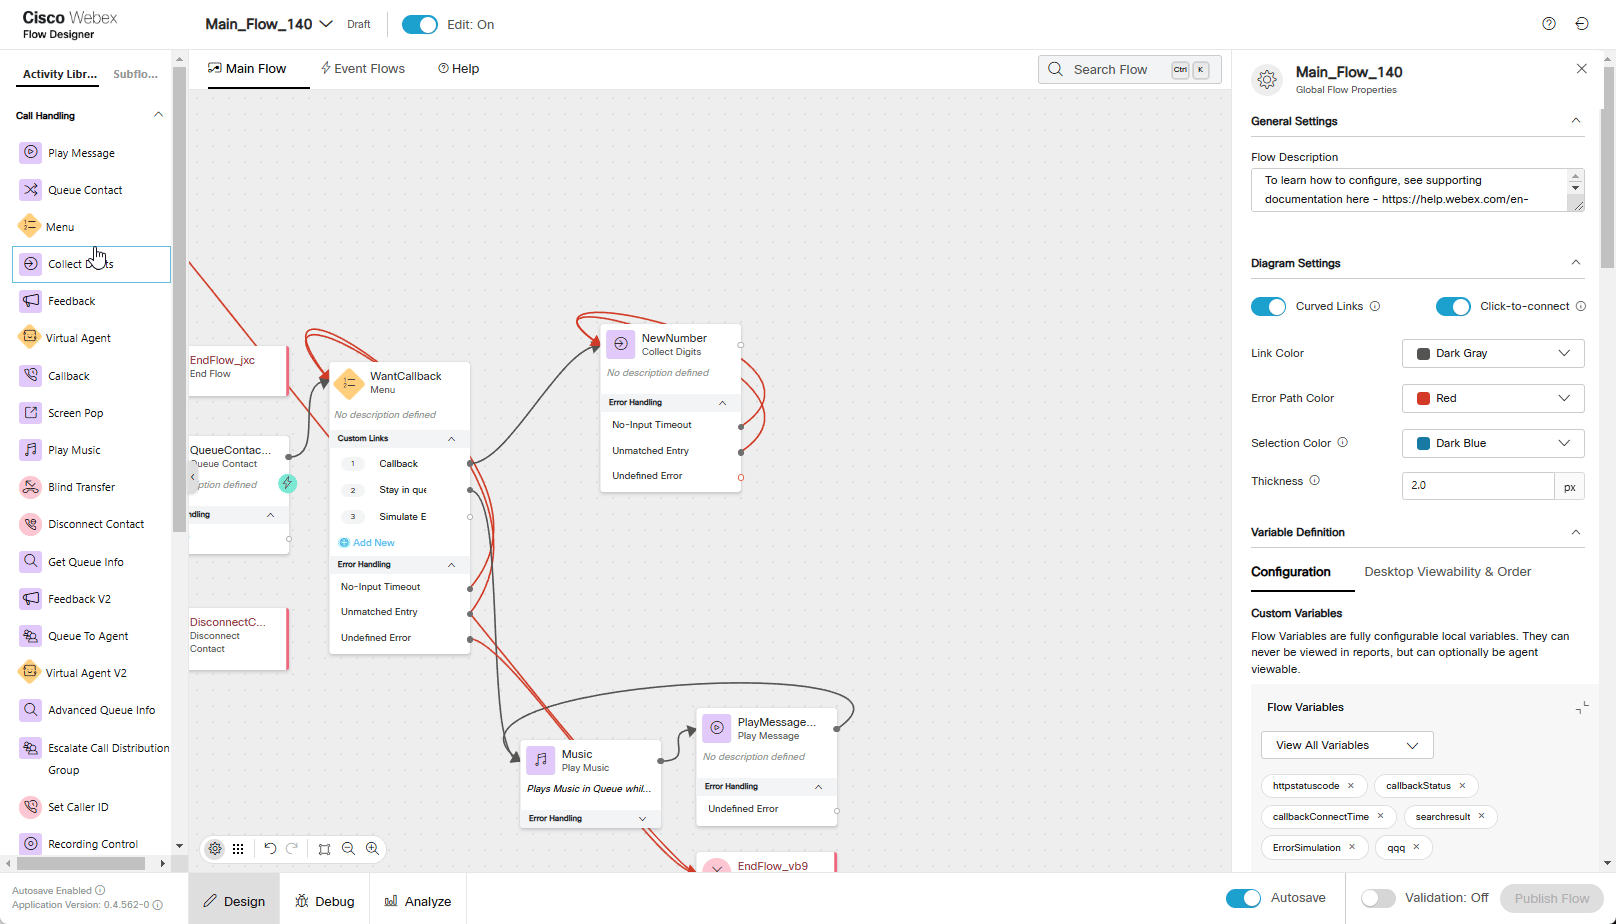 Cisco Webex
Flow Designer
Main_Flow_140
Draft
Edit: On
Activity Libr...
Subflo...
Call Handling
Play Message
Queue Contact
Menu
Collect
Feedback
Virtual Agent
Callback
Screen Pop
Play Music
Blind Transfer
Disconnect Contact
Get Queue Info
Feedback V2
Queue To Agent
Virtual Agent V2
Advanced Queue Info
Escalate Call Distribution
Group
Set Caller ID
Recording Control
Autosave Enabled
Application Version: 0.4.562-0
Main Flow
Event Flows
Help
Search Flow
Ctrl
K
EndFlow_jxc
End Flow
QueueContac...
Queue Contact
ption defined
ndling
DisconnectC...
Disconnect
Contact
WantCallback
Menu
No description defined
Custom Links
1 Callback
2 Stay in que
3 Simulate E
Add New
Error Handling
No-Input Timeout
Unmatched Entry
Undefined Error
NewNumber
Collect Digits
No description defined
Error Handling
No-Input Timeout
Unmatched Entry
Undefined Error
Music
Play Music
Plays Music in Queue whil...
Error Handling
PlayMessage...
Play Message
No description defined
Error Handling
Undefined Error
EndFlow_vb9
Design
Debug
Analyze
Main_Flow_140
Global Flow Properties
General Settings
Flow Description
To learn how to configure, see supporting
documentation here - https://help.webex.com/en-
Diagram Settings
Curved Links
Click-to-connect
Link Color
Dark Gray
Error Path Color
Red
Selection Color
Dark Blue
Thickness
2.0
px
Variable Definition
Configuration
Desktop Viewability & Order
Custom Variables
Flow Variables are fully configurable local variables. They can
never be viewed in reports, but can optionally be agent
viewable.
Flow Variables
View All Variables
httpstatuscode
callbackStatus
callbackConnectTime
searchresult
ErrorSimulation
qqq
Autosave
Validation: Off
Publish Flow